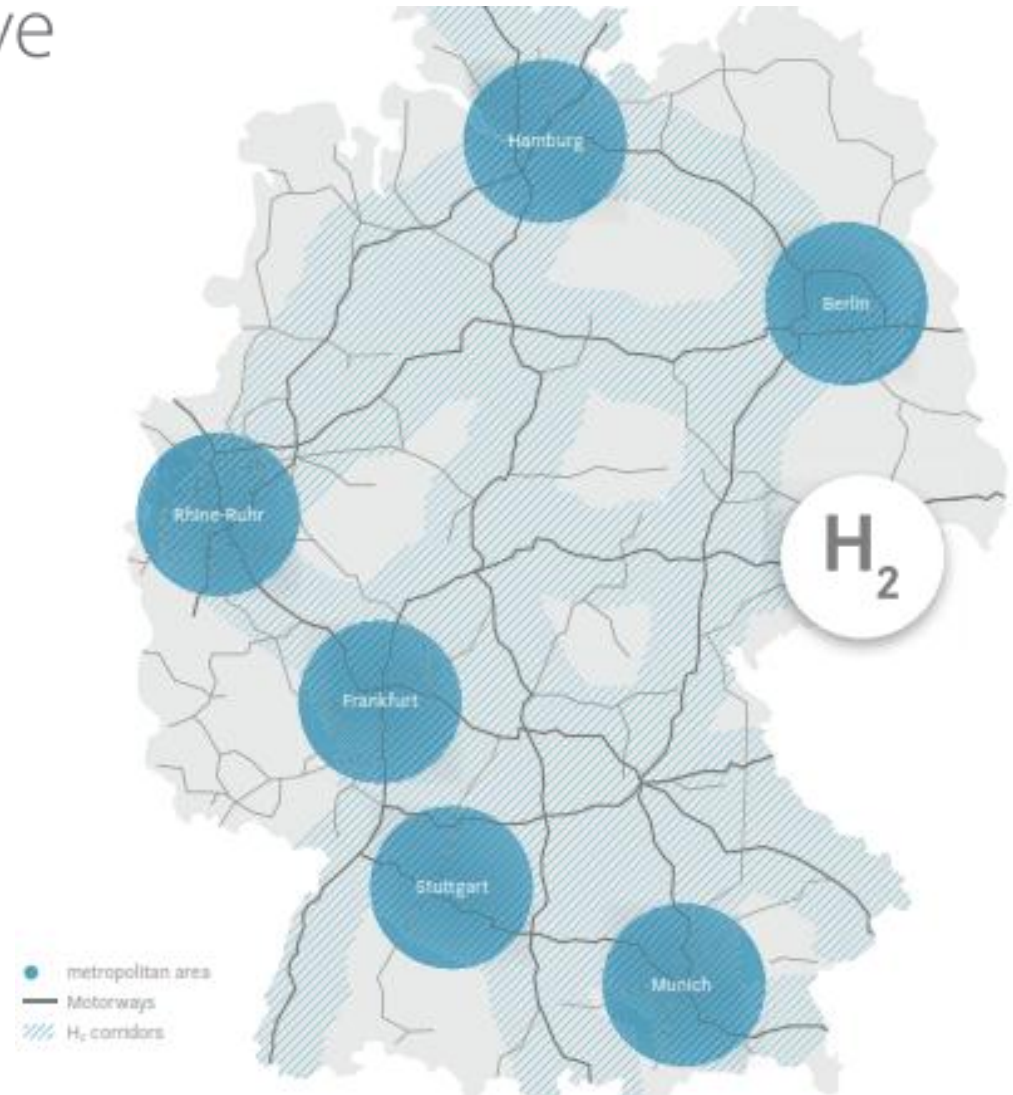 ve
Hamburg
Berlin
Rhine-Ruhr
H₂
Frankfurt
Stuttgart
Munich
metropolitan area
Motorways
H₂ corridors